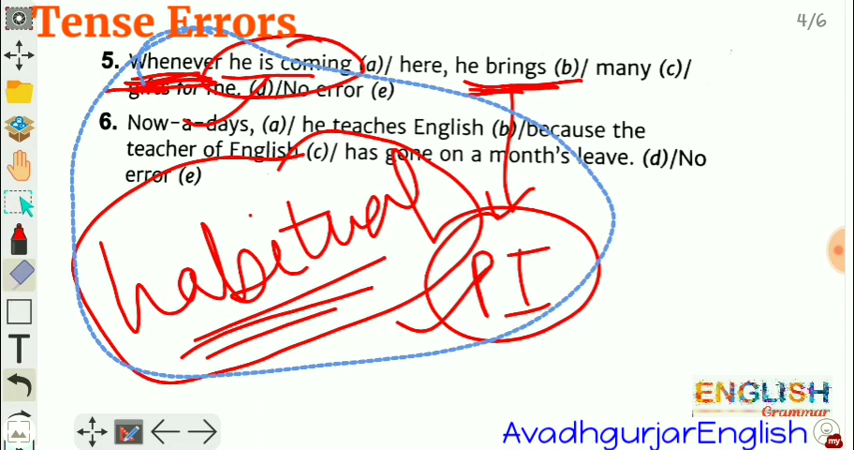 Tense Errors
4/6
5. Whenever he is coming (a)/ here, he brings (b)/ many (c)/
gifts for me. (d)/No error (e)
6. Now-a-days, (a)/ he teaches English (b)/because the
teacher of English (c)/ has gone on a month's leave. (d)/No
error (e)
habitual
PI
T
ENGLISH
Grammar
AvadhgurjarEnglish
my